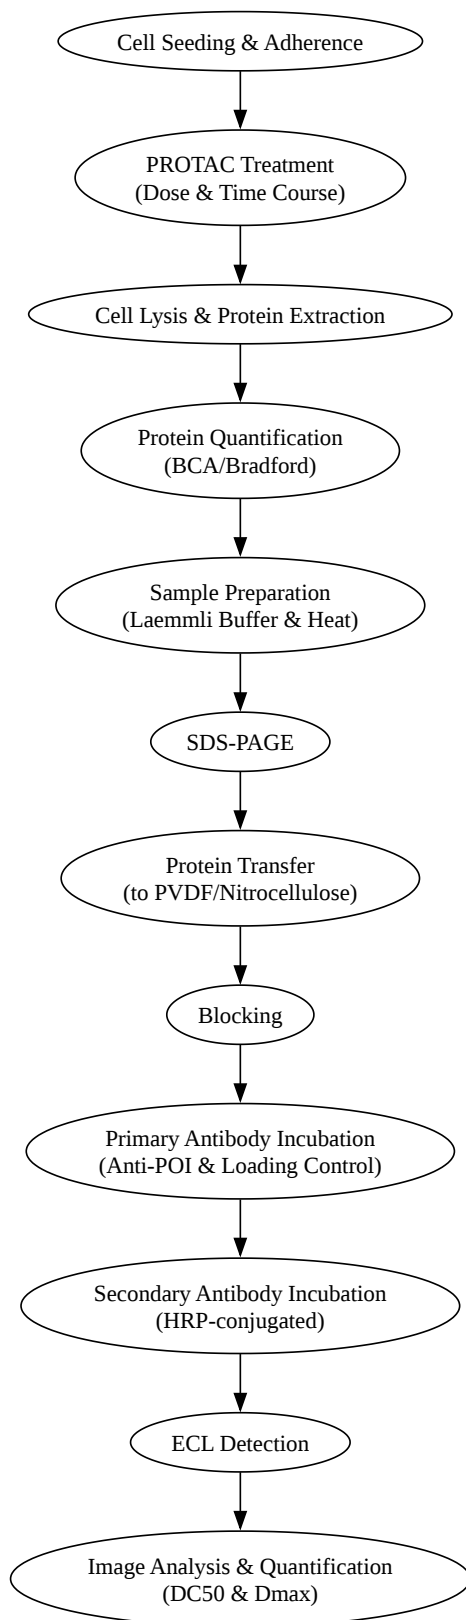 Cell Seeding & Adherence
PROTAC Treatment
(Dose & Time Course)
Cell Lysis & Protein Extraction
Protein Quantification
(BCA/Bradford)
Sample Preparation
(Laemmli Buffer & Heat)
SDS-PAGE
Protein Transfer
(to PVDF/Nitrocellulose)
Blocking
Primary Antibody Incubation
(Anti-POI & Loading Control)
Secondary Antibody Incubation
(HRP-conjugated)
ECL Detection
Image Analysis & Quantification
(DC50 & Dmax)